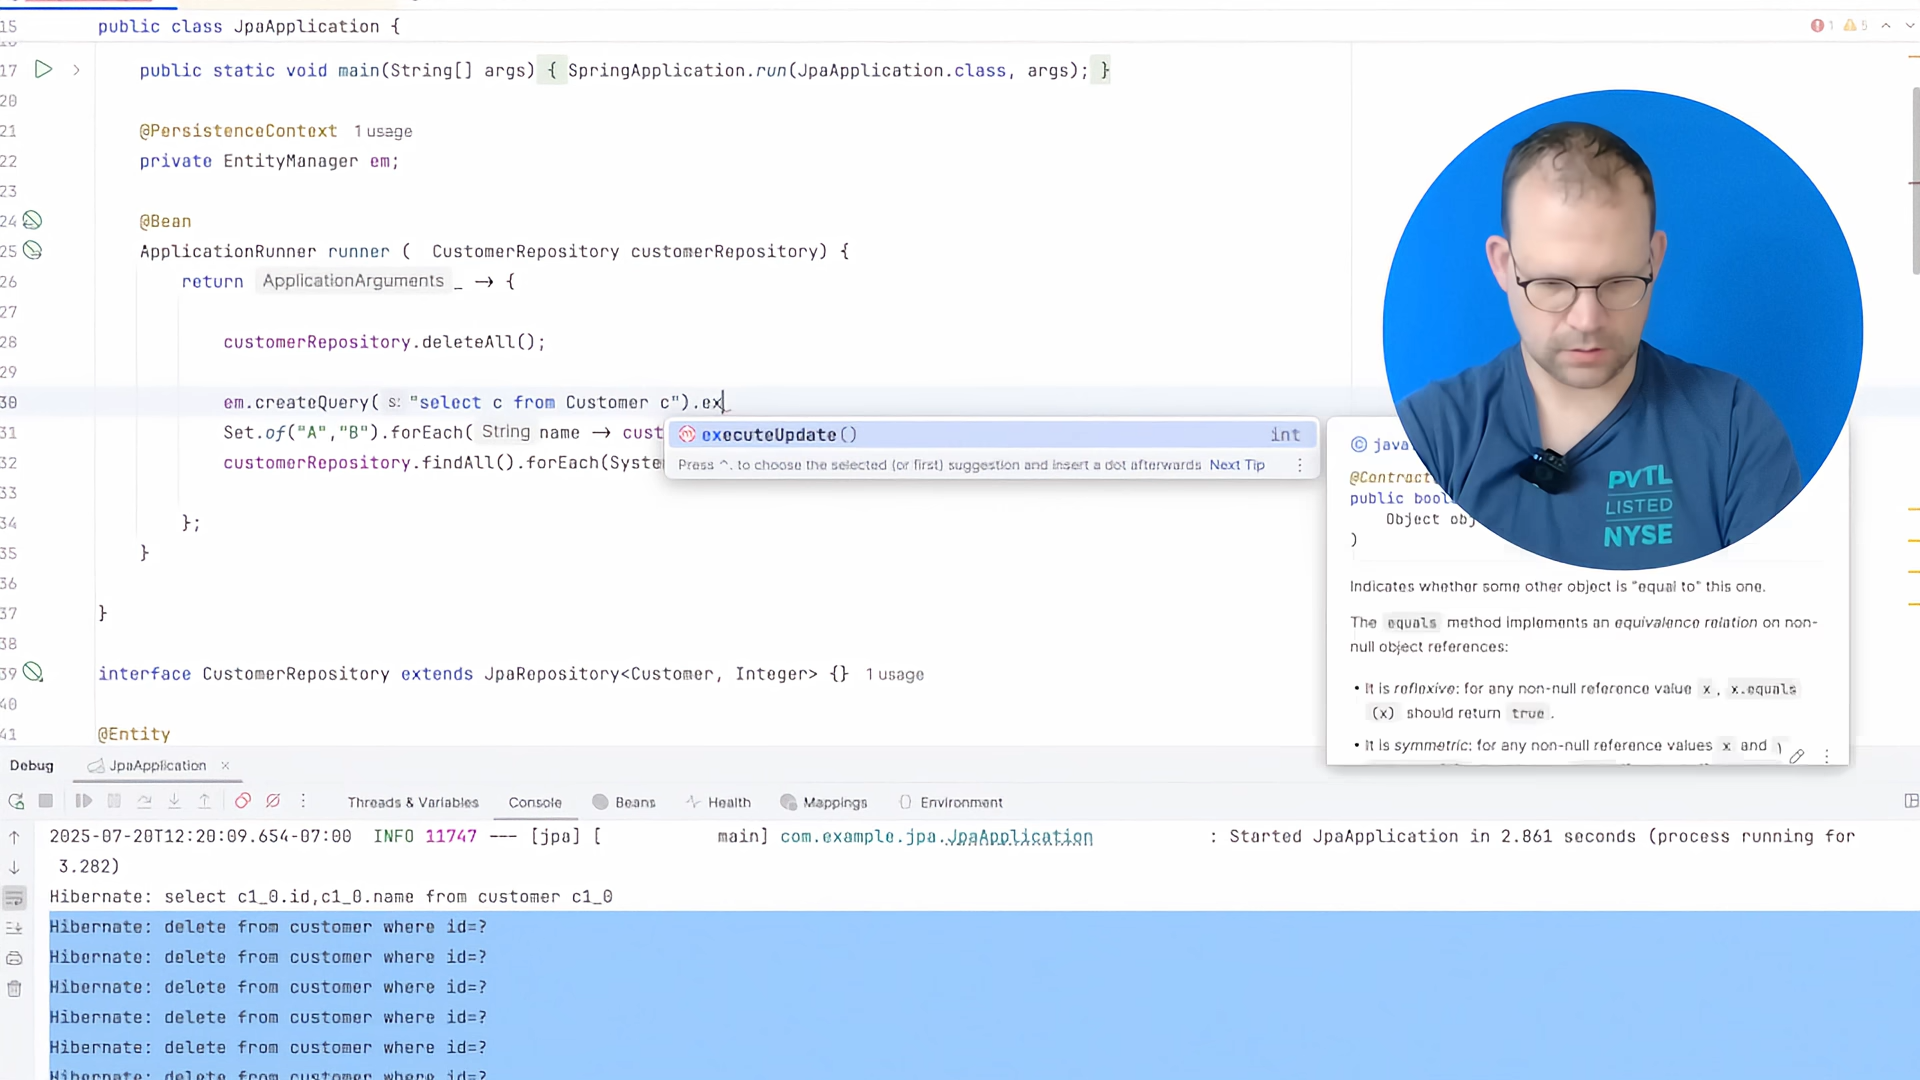 15 public class JpaApplication {
1 5
17 public static void main(String[] args) { SpringApplication.run(JpaApplication.class, args); }
20
21 @PersistenceContext 1 usage
22 private EntityManager em;
23
24 @Bean
25 ApplicationRunner runner ( CustomerRepository customerRepository) {
26 return ApplicationArguments _ → {
27
28 customerRepository.deleteAll();
29
30 em.createQuery( s: "select c from Customer c").ex
31 Set.of("A","B").forEach( String name → cust
executeUpdate() int
32 customerRepository.findAll().forEach(Syste
Press ^. to choose the selected (or first) suggestion and insert a dot afterwards Next Tip
33
34 };
35 }
36
37 }
38
39 interface CustomerRepository extends JpaRepository<Customer, Integer> {} 1 usage
40
41 @Entity
java
@Contract
public bool
Object obj
)
Indicates whether some other object is "equal to" this one.
The equals method implements an equivalence relation on non-
null object references:
• It is reflexive: for any non-null reference value x , x.equals
(x) should return true .
• It is symmetric: for any non-null reference values x and
PVTL
LISTED
NYSE
Debug JpaApplication
Threads & Variables Console Beans Health Mappings Environment
2025-07-20T12:20:09.654-07:00 INFO 11747 --- [jpa] [ main] com.example.jpa.JpaApplication : Started JpaApplication in 2.861 seconds (process running for
3.282)
Hibernate: select c1_0.id,c1_0.name from customer c1_0
Hibernate: delete from customer where id=?
Hibernate: delete from customer where id=?
Hibernate: delete from customer where id=?
Hibernate: delete from customer where id=?
Hibernate: delete from customer where id=?
Hibernate: delete from customer where id=?